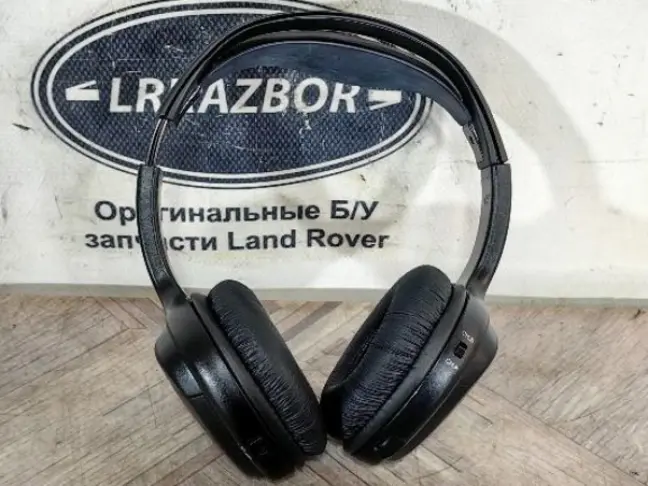 LRRAZBOR
Оригинальные Б/У
запчасти Land Rover